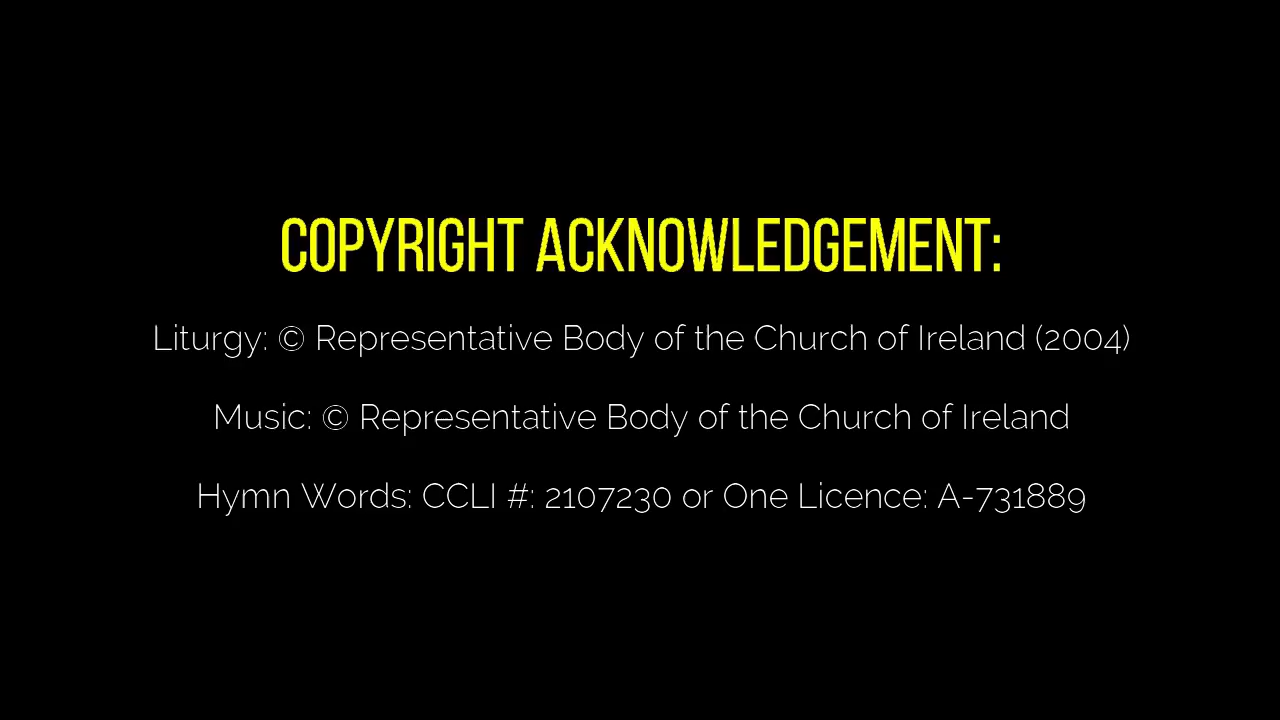 COPYRIGHT ACKNOWLEDGEMENT:
Liturgy: © Representative Body of the Church of Ireland (2004)
Music: © Representative Body of the Church of Ireland
Hymn Words: CCLI #: 2107230 or One Licence: A-731889